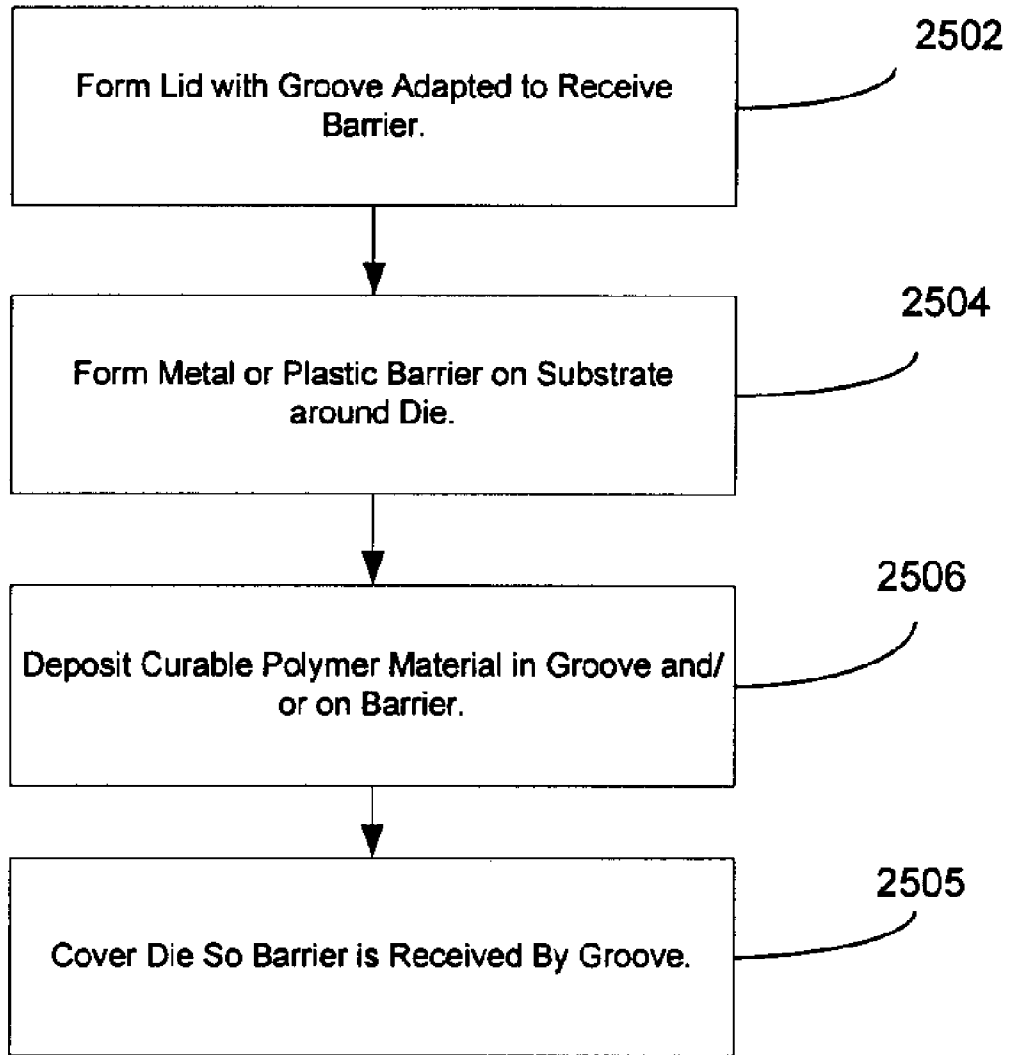 2502
Form Lid with Groove Adapted to Receive
Barrier.
2504
Form Metal or Plastic Barrier on Substrate
around Die.
2506
Deposit Curable Polymer Material in Groove and/
or on Barrier.
2505
Cover Die So Barrier is Received By Groove.